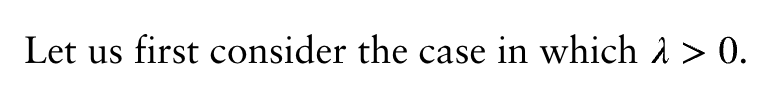 Let us first consider the case in which λ > 0.